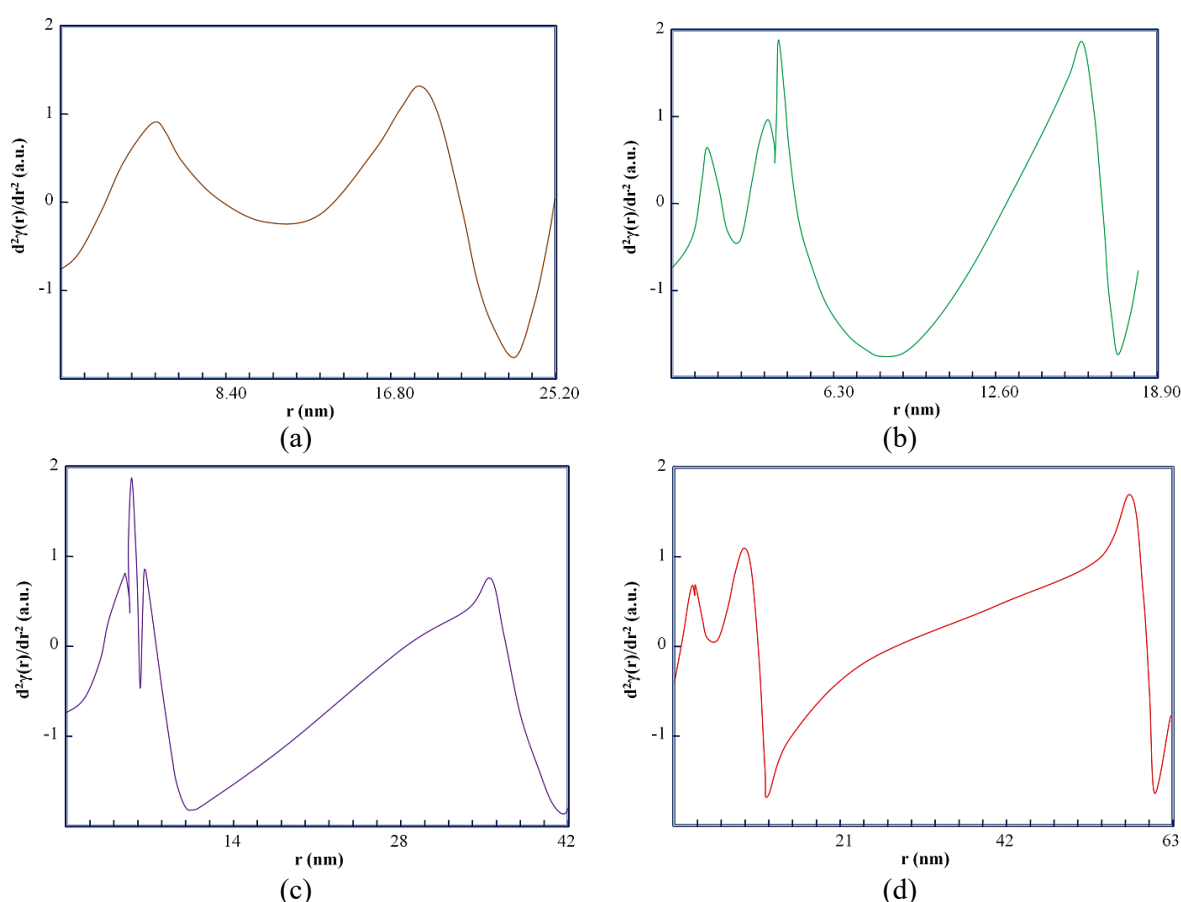 2
1
0
-1
d²γ(r)/dr² (a.u.)
8.40
16.80
25.20
r (nm)
(a)
2
1
0
-1
d²γ(r)/dr² (a.u.)
6.30
12.60
18.90
r (nm)
(b)
2
1
0
-1
d²γ(r)/dr² (a.u.)
14
28
42
r (nm)
(c)
2
1
0
-1
d²γ(r)/dr² (a.u.)
21
42
63
r (nm)
(d)